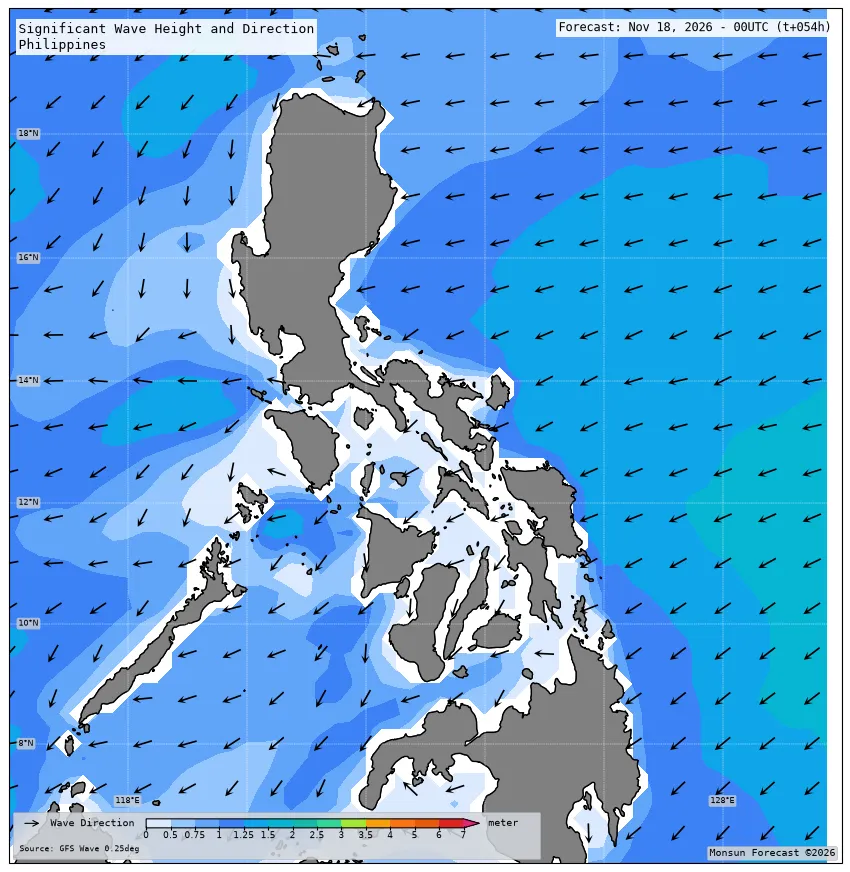 Significant Wave Height and Direction
Philippines
Forecast: Nov 18, 2026 - 00UTC (t+054h)
18°N
16°N
14°N
12°N
10°N
8°N
118°E
128°E
Wave Direction
0 0.5 0.75 1 1.25 1.5 2 2.5 3 3.5 4 5 6 7
meter
Source: GFS Wave 0.25deg
Monsun Forecast ©2026